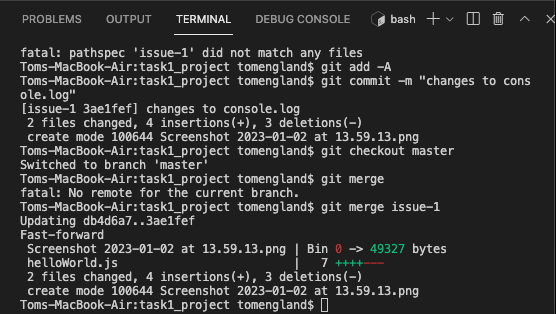 PROBLEMS OUTPUT TERMINAL DEBUG CONSOLE bash
fatal: pathspec 'issue-1' did not match any files
Toms-MacBook-Air:task1_project tomengland$ git add -A
Toms-MacBook-Air:task1_project tomengland$ git commit -m "changes to cons
ole.log"
[issue-1 3ae1fef] changes to console.log
 2 files changed, 4 insertions(+), 3 deletions(-)
 create mode 100644 Screenshot 2023-01-02 at 13.59.13.png
Toms-MacBook-Air:task1_project tomengland$ git checkout master
Switched to branch 'master'
Toms-MacBook-Air:task1_project tomengland$ git merge
fatal: No remote for the current branch.
Toms-MacBook-Air:task1_project tomengland$ git merge issue-1
Updating db4d6a7..3ae1fef
Fast-forward
 Screenshot 2023-01-02 at 13.59.13.png | Bin 0 -> 49327 bytes
 helloWorld.js                         |   7 ++++---
 2 files changed, 4 insertions(+), 3 deletions(-)
 create mode 100644 Screenshot 2023-01-02 at 13.59.13.png
Toms-MacBook-Air:task1_project tomengland$